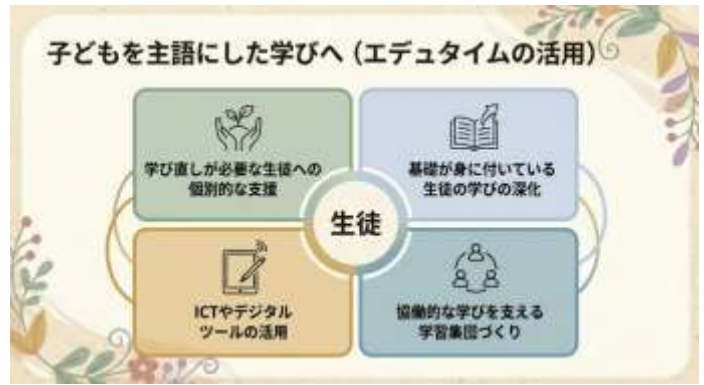 子どもを主語にした学びへ（エデュタイムの活用）
学び直しが必要な生徒への
個別的な支援
基礎が身に付いている
生徒の学びの深化
生徒
ICTやデジタル
ツールの活用
協働的な学びを支える
学習集団づくり